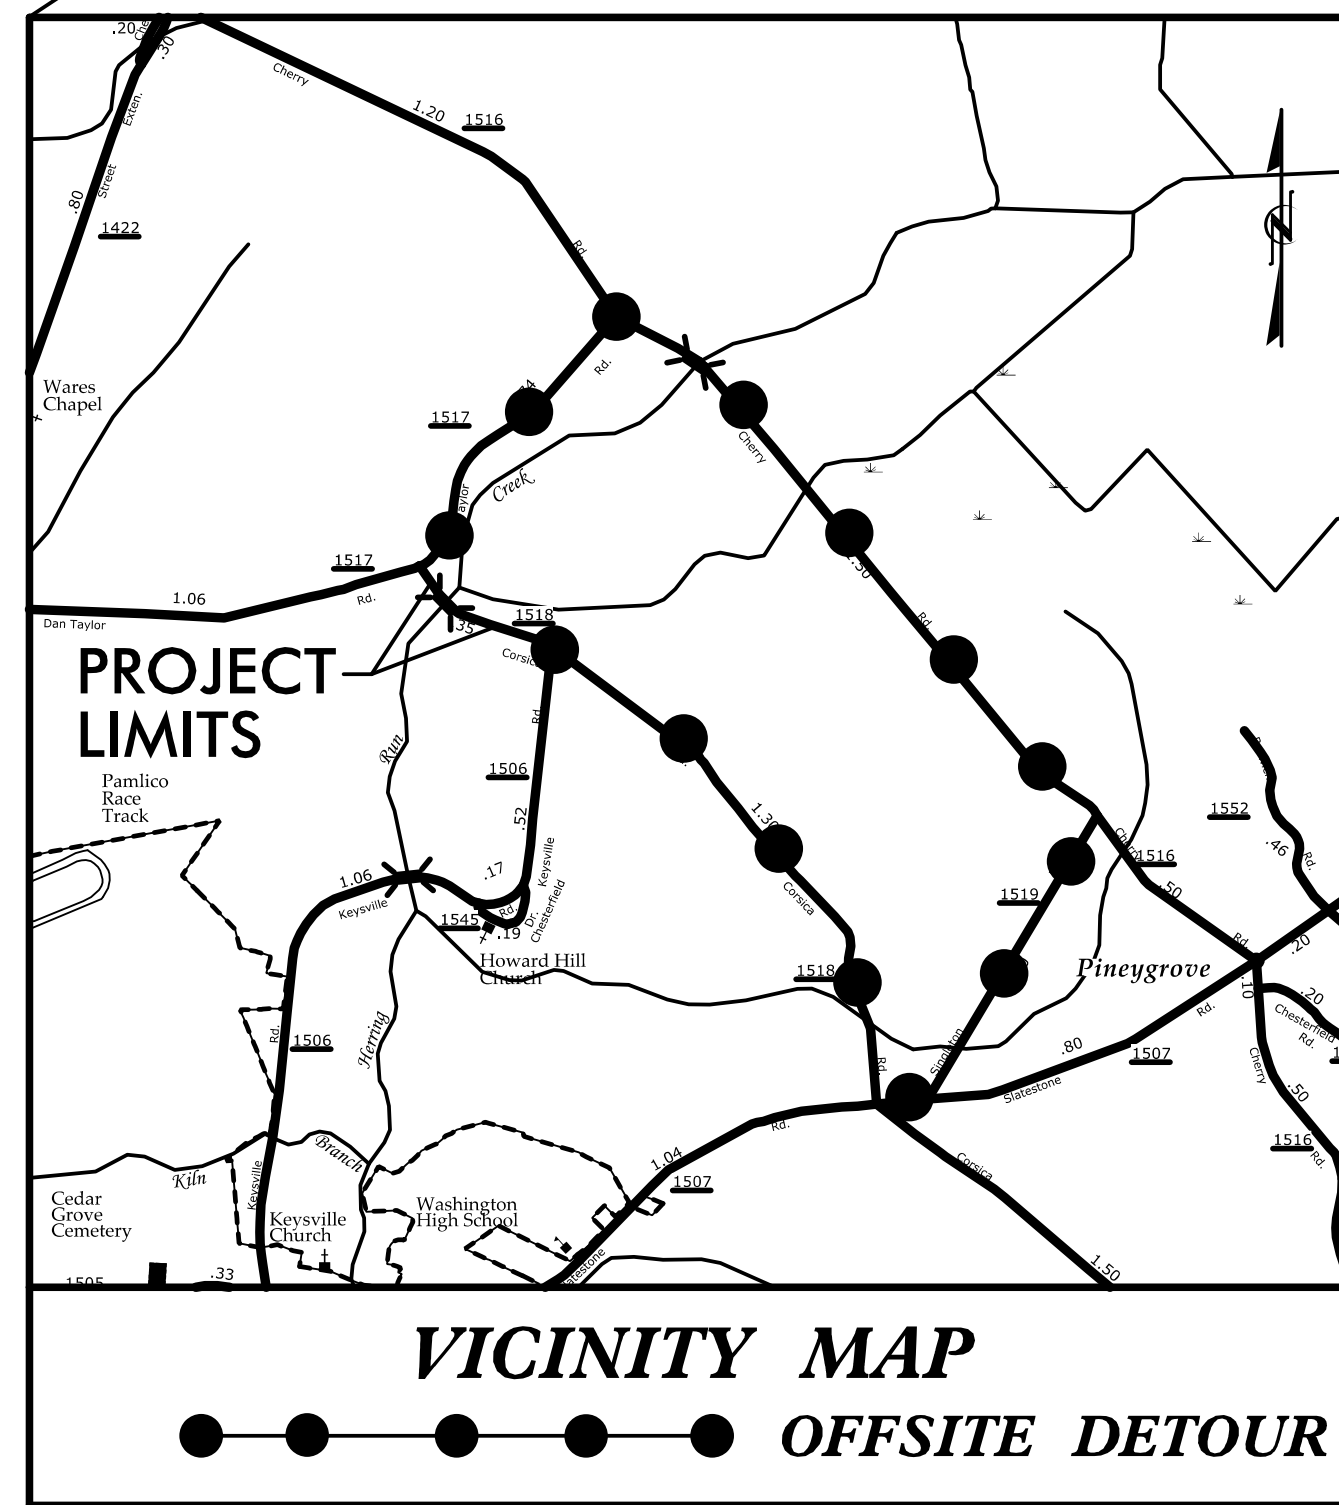 .20
Che
.30
Exten.
Street
.80
1422
Cherry
1.20
1516
Rd.
Wares
Chapel
Rd.
1517
Cherry
Creek
1517
1.06
Rd.
Dan Taylor
1518
.35
Corsica
Rd.
PROJECT
LIMITS
Pamlico
Race
Track
Run
Rd.
1506
.52
1.30
1552
.46
Rd.
Cherry
1516
.50
Rd.
.20
1519
1.06
Keysville
.17
Keysville
Rd.
Dr.
Chesterfield
1545
.19
Howard Hill
Church
Corsica
1518
Pineygrove
.10
.20
Chesterfield
Rd.
Rd.
1506
Herring
Rd.
Singleton
.80
1507
Slatestone
Rd.
Cherry
.50
1516
Rd.
Branch
Kiln
Keysville
Cedar
Grove
Cemetery
Keysville
Church
Washington
High School
1.04
1507
Rd.
Corsica
1.50
1505
.33
VICINITY MAP
OFFSITE DETOUR